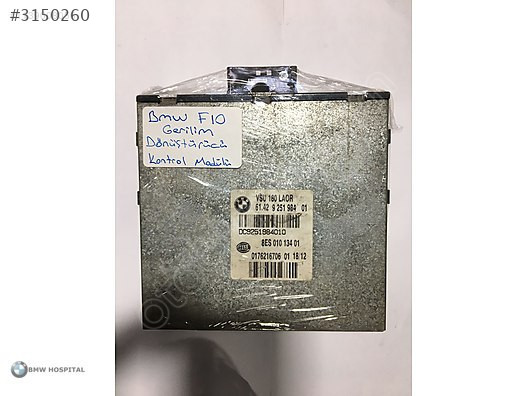 #3150260
BMW F10
Gerilim
Dönüştürücü
Kontrol Modülü
VSU 160 LAOR
61.42 9 251 984 01
DC9251984010
8ES 010 134 01
0176216706 01 18 12
BMW HOSPITAL